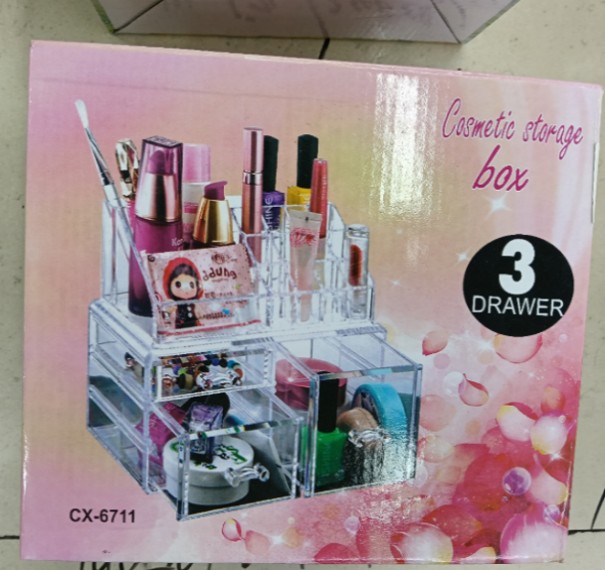 Cosmetic storage
box
3
DRAWER
CX-6711